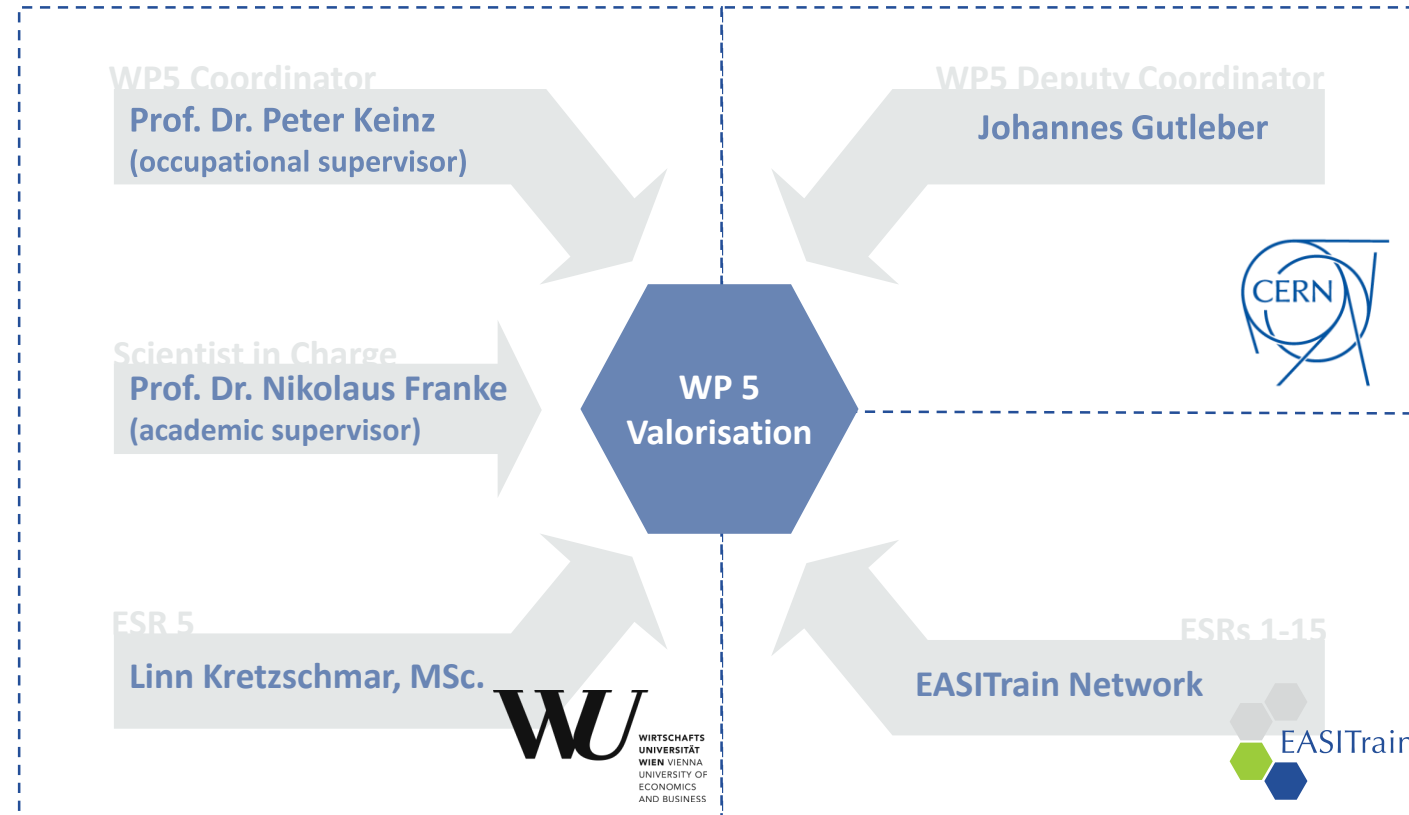 WP5 Coordinator
Prof. Dr. Peter Keinz
(occupational supervisor)
WP5 Deputy Coordinator
Johannes Gutleber
CERN
Scientist in Charge
Prof. Dr. Nikolaus Franke
(academic supervisor)
WP 5
Valorisation
ESR 5
Linn Kretzschmar, MSc.
WU
WIRTSCHAFTS
UNIVERSITÄT
WIEN VIENNA
UNIVERSITY OF
ECONOMICS
AND BUSINESS
ESRs 1-15
EASITrain Network
EASITrain